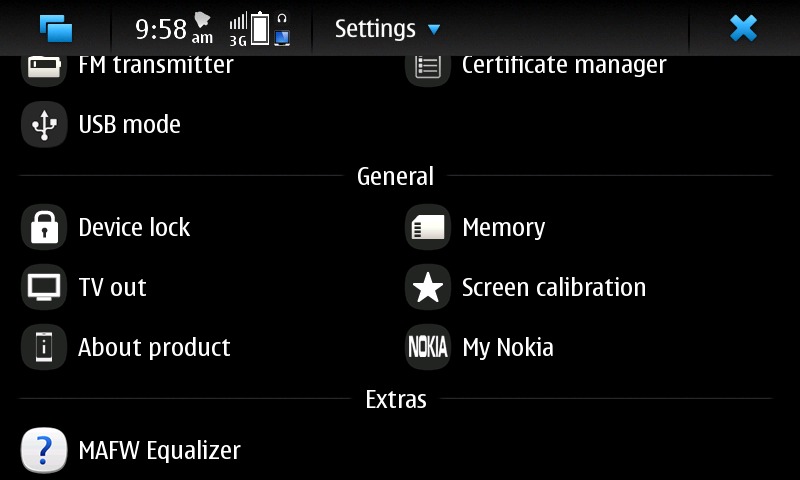 9:58 am 3G Settings
FM transmitter Certificate manager
USB mode
General
Device lock Memory
TV out Screen calibration
About product NOKIA My Nokia
Extras
? MAFW Equalizer